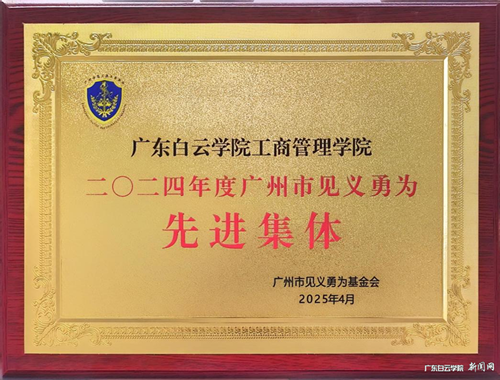 广东白云学院工商管理学院
二〇二四年度广州市见义勇为
先进集体
广州市见义勇为基金会
2025年4月
广东白云学院 新闻网